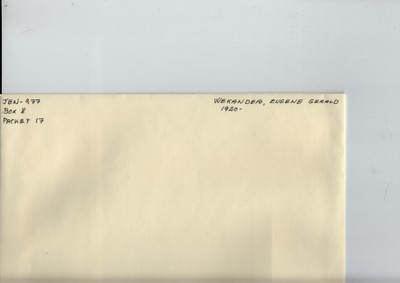 JEN-977
Box 8
PACKET 17
WEKANDER, EUGENE GERALD
1920-